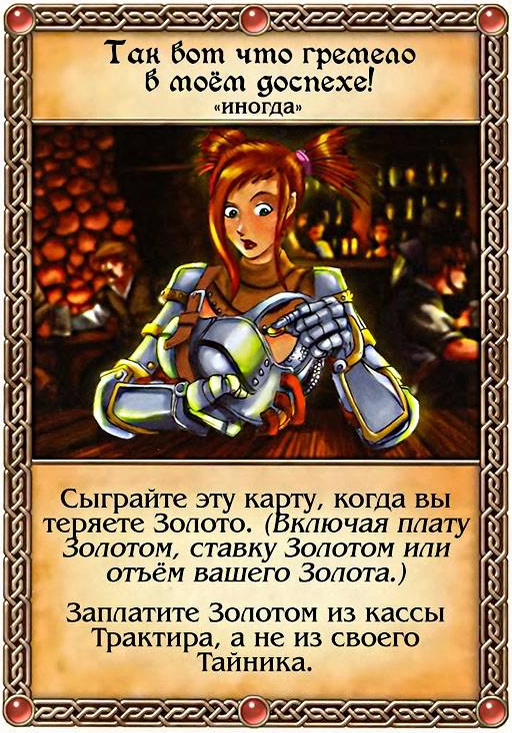 Так вот что гремело
в моём доспехе!
«иногда»
Сыграйте эту карту, когда вы
теряете Золото. (Включая плату
Золотом, ставку Золотом или
отъём вашего Золота.)
Заплатите Золотом из кассы
Трактира, а не из своего
Тайника.